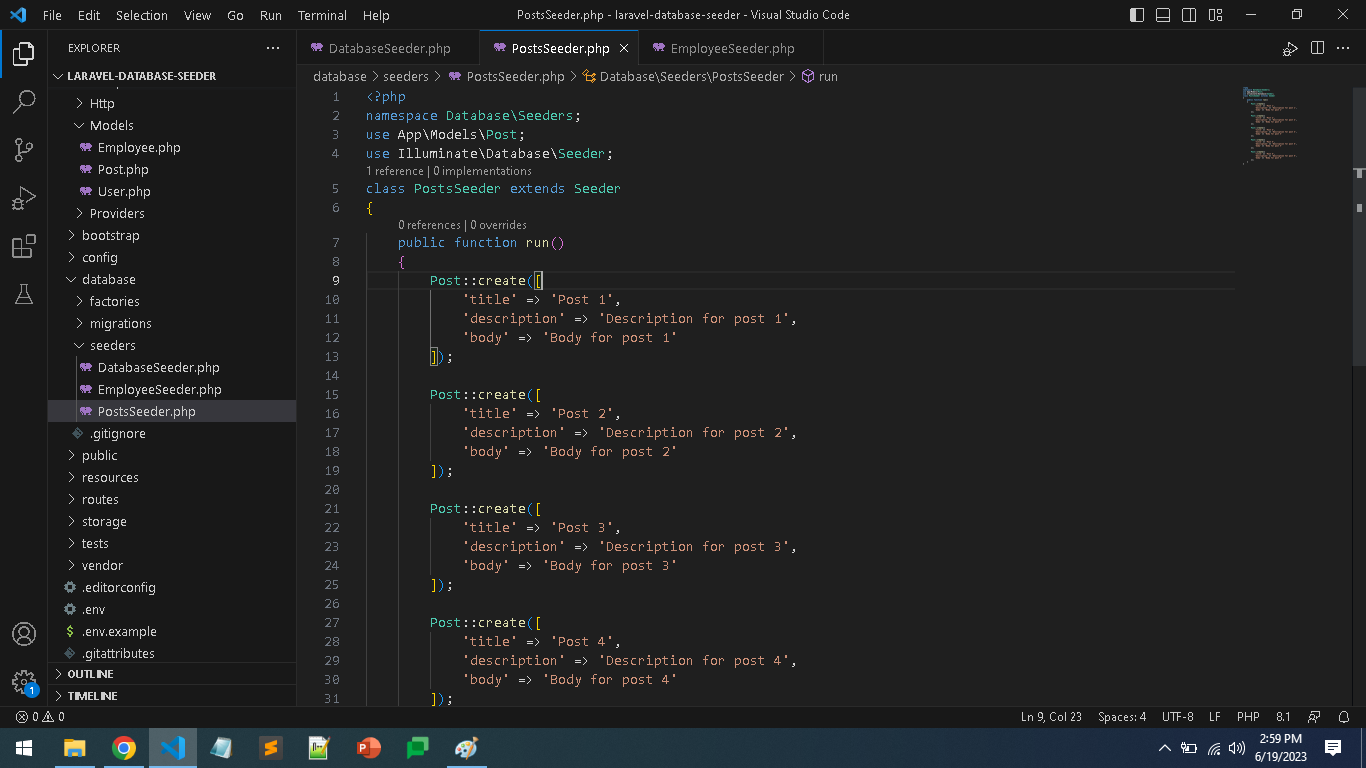 File Edit Selection View Go Run Terminal Help
PostsSeeder.php - laravel-database-seeder - Visual Studio Code
EXPLORER
LARAVEL-DATABASE-SEEDER
Http
Models
Employee.php
Post.php
User.php
Providers
bootstrap
config
database
factories
migrations
seeders
DatabaseSeeder.php
EmployeeSeeder.php
PostsSeeder.php
.gitignore
public
resources
routes
storage
tests
vendor
.editorconfig
.env
.env.example
.gitattributes
OUTLINE
TIMELINE
DatabaseSeeder.php PostsSeeder.php EmployeeSeeder.php
database > seeders > PostsSeeder.php > Database\Seeders\PostsSeeder > run
1 <?php
2 namespace Database\Seeders;
3 use App\Models\Post;
4 use Illuminate\Database\Seeder;
1 reference | 0 implementations
5 class PostsSeeder extends Seeder
6 {
0 references | 0 overrides
7 public function run()
8 {
9 Post::create([
10 'title' => 'Post 1',
11 'description' => 'Description for post 1',
12 'body' => 'Body for post 1'
13 ]);
14
15 Post::create([
16 'title' => 'Post 2',
17 'description' => 'Description for post 2',
18 'body' => 'Body for post 2'
19 ]);
20
21 Post::create([
22 'title' => 'Post 3',
23 'description' => 'Description for post 3',
24 'body' => 'Body for post 3'
25 ]);
26
27 Post::create([
28 'title' => 'Post 4',
29 'description' => 'Description for post 4',
30 'body' => 'Body for post 4'
31 ]);
0 0
Ln 9, Col 23 Spaces: 4 UTF-8 LF PHP 8.1
1
2:59 PM
6/19/2023